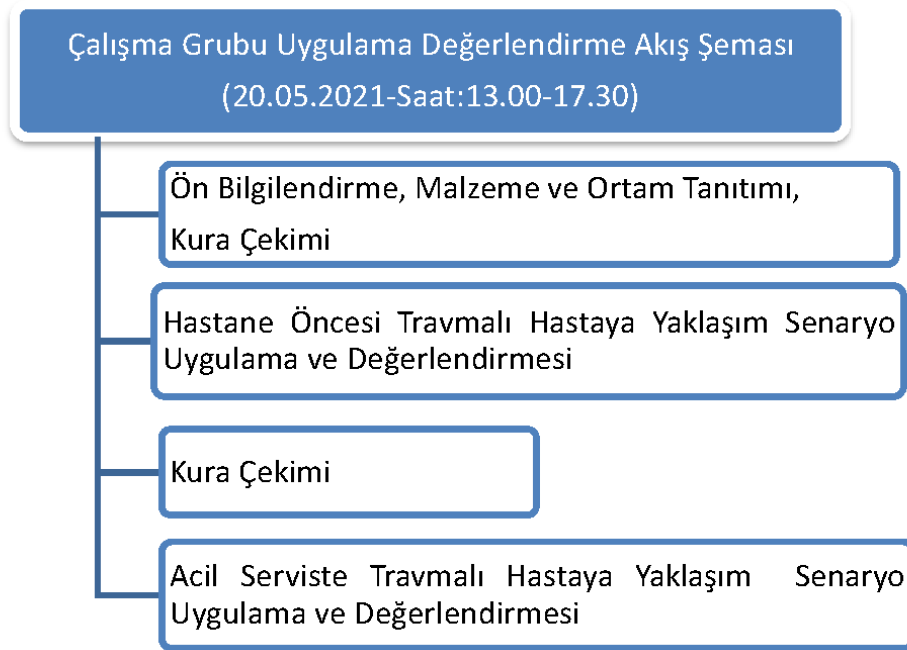 Çalışma Grubu Uygulama Değerlendirme Akış Şeması
(20.05.2021-Saat:13.00-17.30)
Ön Bilgilendirme, Malzeme ve Ortam Tanıtımı,
Kura Çekimi
Hastane Öncesi Travmalı Hastaya Yaklaşım Senaryo
Uygulama ve Değerlendirmesi
Kura Çekimi
Acil Serviste Travmalı Hastaya Yaklaşım Senaryo
Uygulama ve Değerlendirmesi